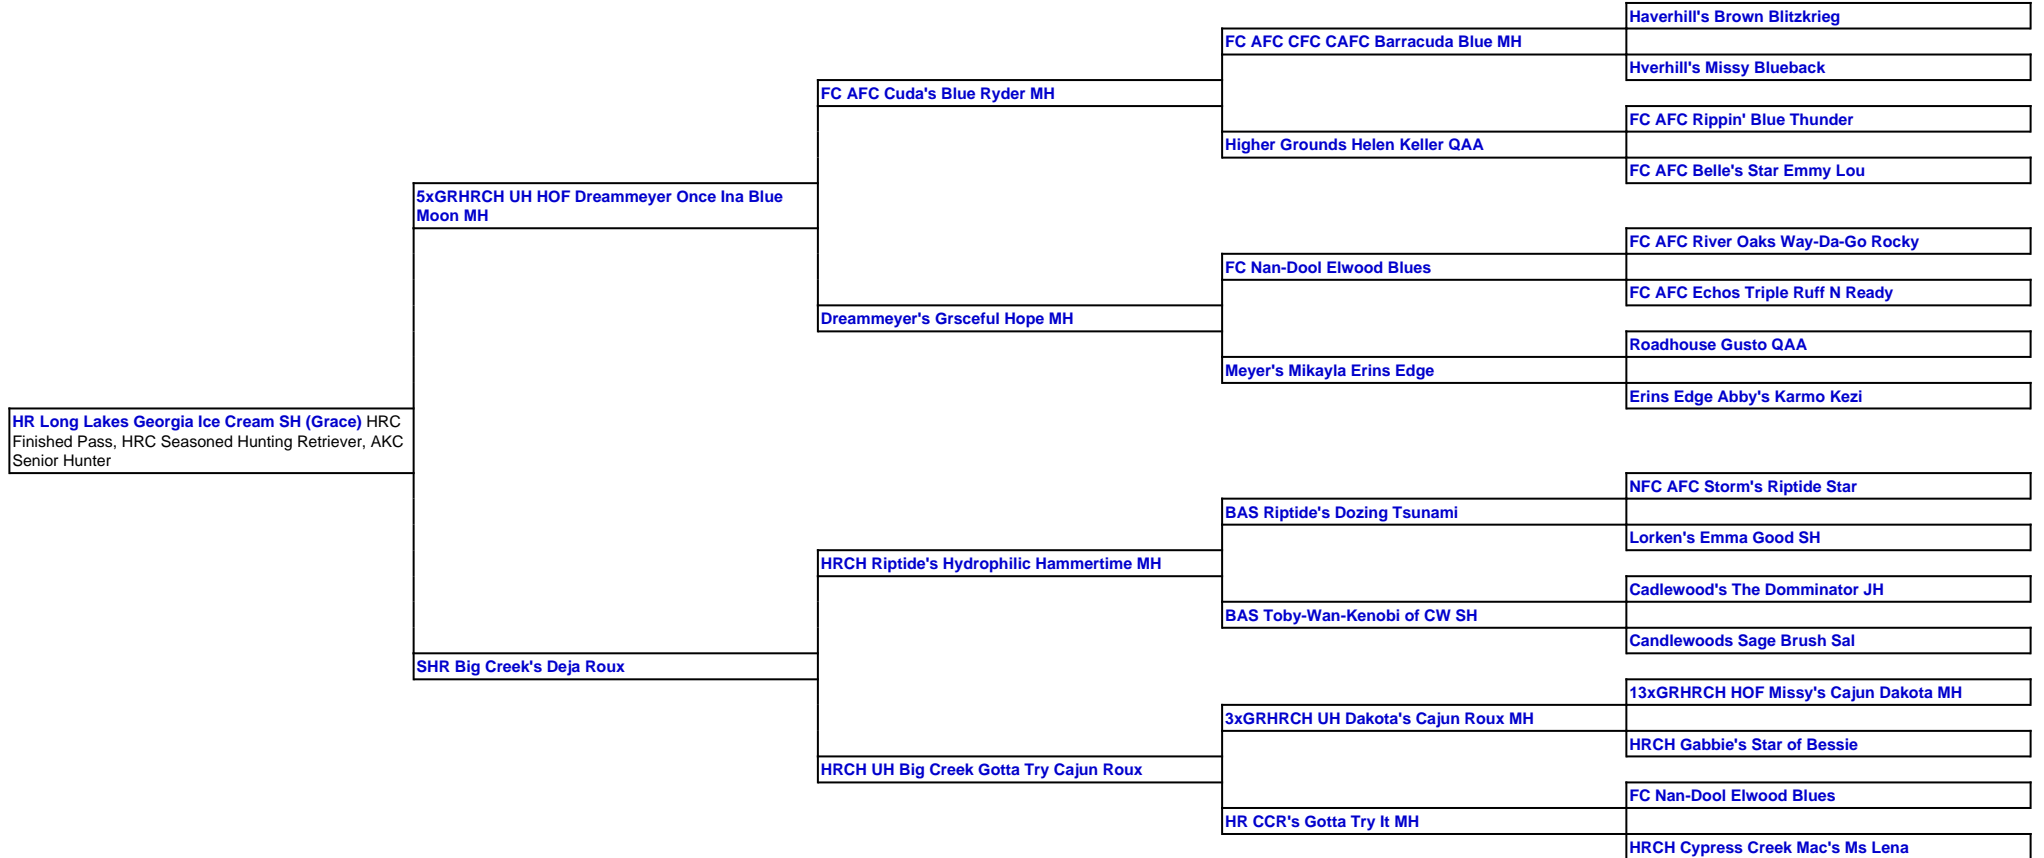 Haverhill's Brown Blitzkrieg
FC AFC CFC CAFC Barracuda Blue MH
Hverhill's Missy Blueback
FC AFC Cuda's Blue Ryder MH
FC AFC Rippin' Blue Thunder
Higher Grounds Helen Keller QAA
FC AFC Belle's Star Emmy Lou
5xGRHRCH UH HOF Dreammeyer Once Ina Blue
Moon MH
FC AFC River Oaks Way-Da-Go Rocky
FC Nan-Dool Elwood Blues
FC AFC Echos Triple Ruff N Ready
Dreammeyer's Grsceful Hope MH
Roadhouse Gusto QAA
Meyer's Mikayla Erins Edge
Erins Edge Abby's Karmo Kezi
HR Long Lakes Georgia Ice Cream SH (Grace) HRC
Finished Pass, HRC Seasoned Hunting Retriever, AKC
Senior Hunter
NFC AFC Storm's Riptide Star
BAS Riptide's Dozing Tsunami
Lorken's Emma Good SH
HRCH Riptide's Hydrophilic Hammertime MH
Cadlewood's The Domminator JH
BAS Toby-Wan-Kenobi of CW SH
Candlewoods Sage Brush Sal
SHR Big Creek's Deja Roux
13xGRHRCH HOF Missy's Cajun Dakota MH
3xGRHRCH UH Dakota's Cajun Roux MH
HRCH Gabbie's Star of Bessie
HRCH UH Big Creek Gotta Try Cajun Roux
FC Nan-Dool Elwood Blues
HR CCR's Gotta Try It MH
HRCH Cypress Creek Mac's Ms Lena